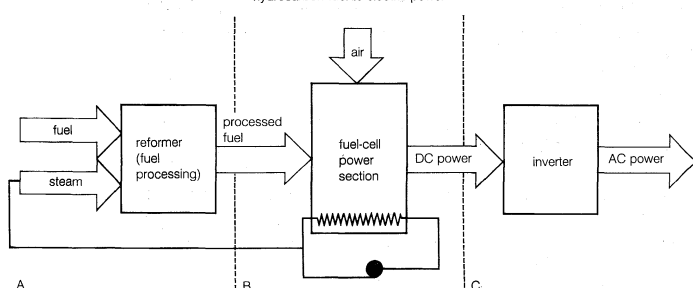 air
fuel
reformer
(fuel
processing)
steam
processed
fuel
fuel-cell
power
section
DC power
inverter
AC power
A
B
C